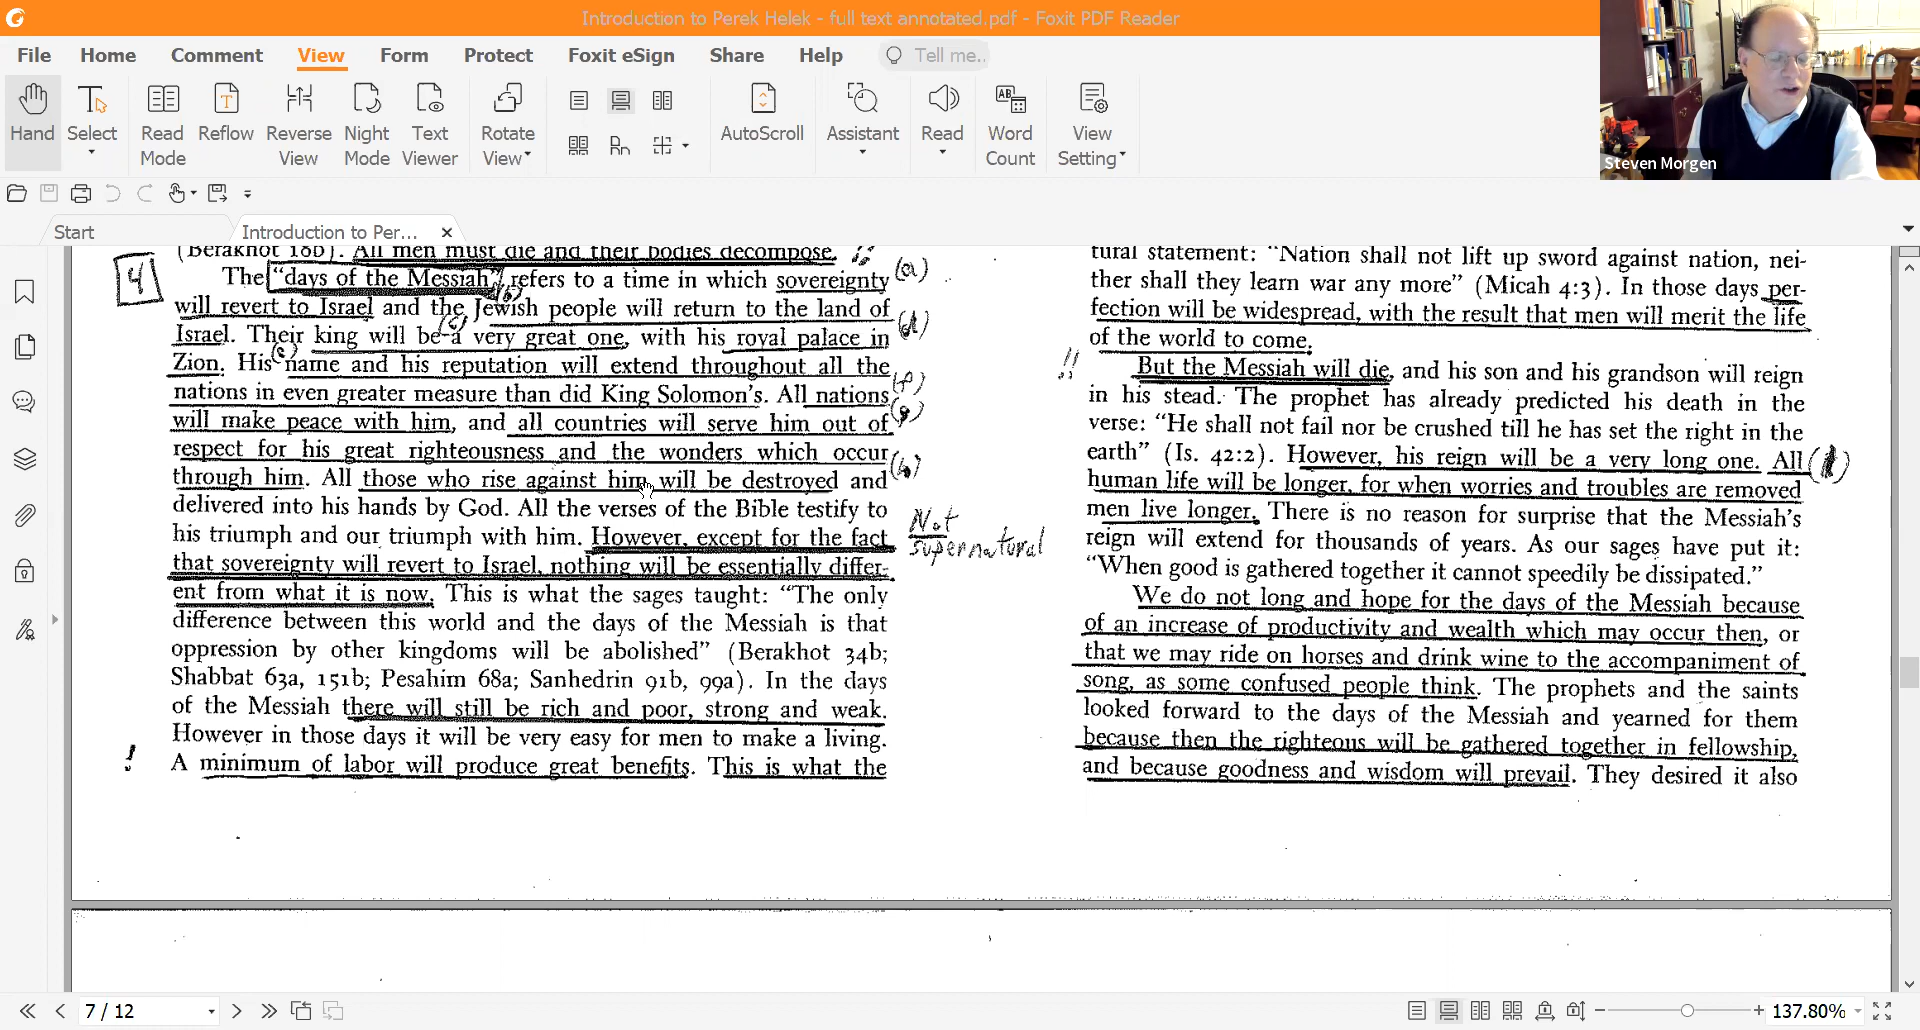 Introduction to Perek Helek - full text annotated.pdf - Foxit PDF Reader
File Home Comment View Form Protect Foxit eSign Share Help Tell me..
Hand Select Read Mode Reflow Reverse View Night Mode Text Viewer Rotate View AutoScroll Assistant Read Word Count View Setting
Steven Morgen
Start Introduction to Per...
(Berakhot 18b). All men must die and their bodies decompose. !!
4
The "days of the Messiah" refers to a time in which sovereignty (a)
will revert to Israel and the (b) Jewish people will return to the land of
Israel. Their king will be (c) a very great one, with his royal palace in (d)
Zion. His (e) name and his reputation will extend throughout all the
nations in even greater measure than did King Solomon's. All nations (f)
will make peace with him, and all countries will serve him out of (g)
respect for his great righteousness and the wonders which occur
through him. All those who rise against him will be destroyed and (h)
delivered into his hands by God. All the verses of the Bible testify to
his triumph and our triumph with him. However, except for the fact
Not
supernatural
that sovereignty will revert to Israel, nothing will be essentially differ-
ent from what it is now. This is what the sages taught: "The only
difference between this world and the days of the Messiah is that
oppression by other kingdoms will be abolished" (Berakhot 34b;
Shabbat 63a, 151b; Pesahim 68a; Sanhedrin 91b, 99a). In the days
of the Messiah there will still be rich and poor, strong and weak.
However in those days it will be very easy for men to make a living.
! A minimum of labor will produce great benefits. This is what the
tural statement: "Nation shall not lift up sword against nation, nei-
ther shall they learn war any more" (Micah 4:3). In those days per-
fection will be widespread, with the result that men will merit the life
of the world to come.
!! But the Messiah will die, and his son and his grandson will reign
in his stead. The prophet has already predicted his death in the
verse: "He shall not fail nor be crushed till he has set the right in the
earth" (Is. 42:2). However, his reign will be a very long one. All
human life will be longer, for when worries and troubles are removed
men live longer. There is no reason for surprise that the Messiah's
reign will extend for thousands of years. As our sages have put it:
"When good is gathered together it cannot speedily be dissipated."
We do not long and hope for the days of the Messiah because
of an increase of productivity and wealth which may occur then, or
that we may ride on horses and drink wine to the accompaniment of
song, as some confused people think. The prophets and the saints
looked forward to the days of the Messiah and yearned for them
because then the righteous will be gathered together in fellowship,
and because goodness and wisdom will prevail. They desired it also
7 / 12
137.80%